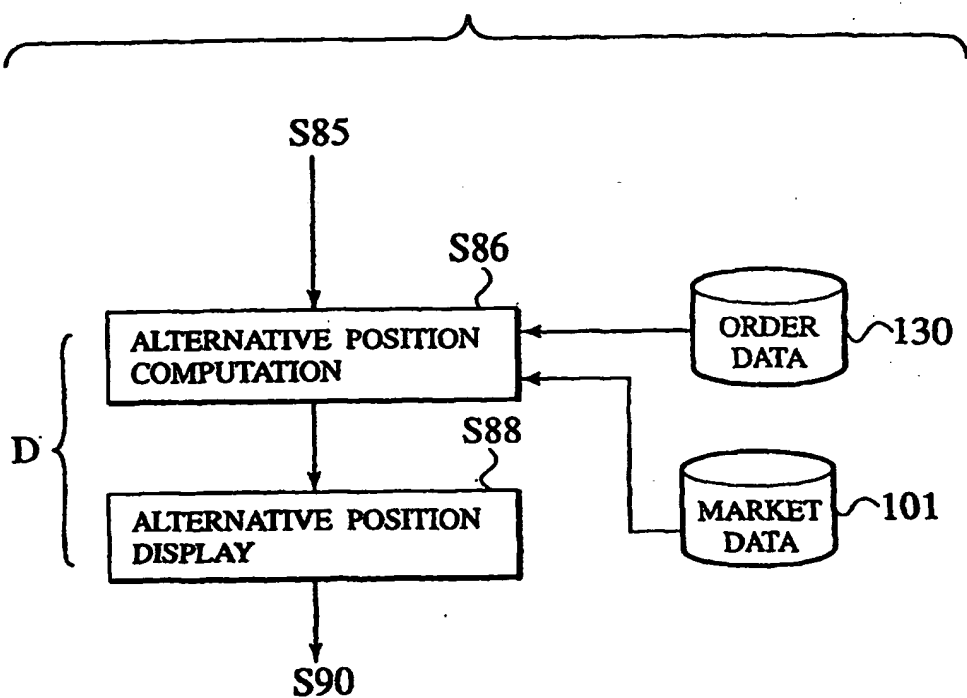 S85
S86
ALTERNATIVE POSITION
COMPUTATION
ORDER
DATA
130
D
S88
ALTERNATIVE POSITION
DISPLAY
MARKET
DATA
101
S90